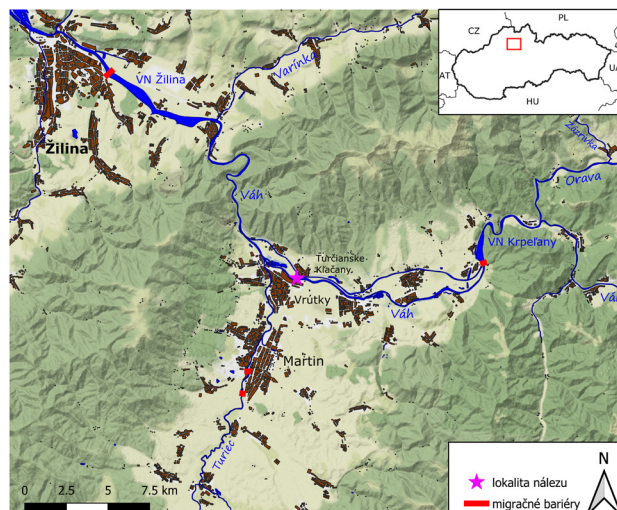 CZ
PL
AT
UA
HU
VN Žilina
Varínka
Žilina
Zázrivka
Orava
Váh
VN Krpeľany
Turčianske
Kľačany
Vrútky
Váh
Váh
Martin
Turiec
lokalita nálezu
migračné bariéry
N
0 2.5 5 7.5 km